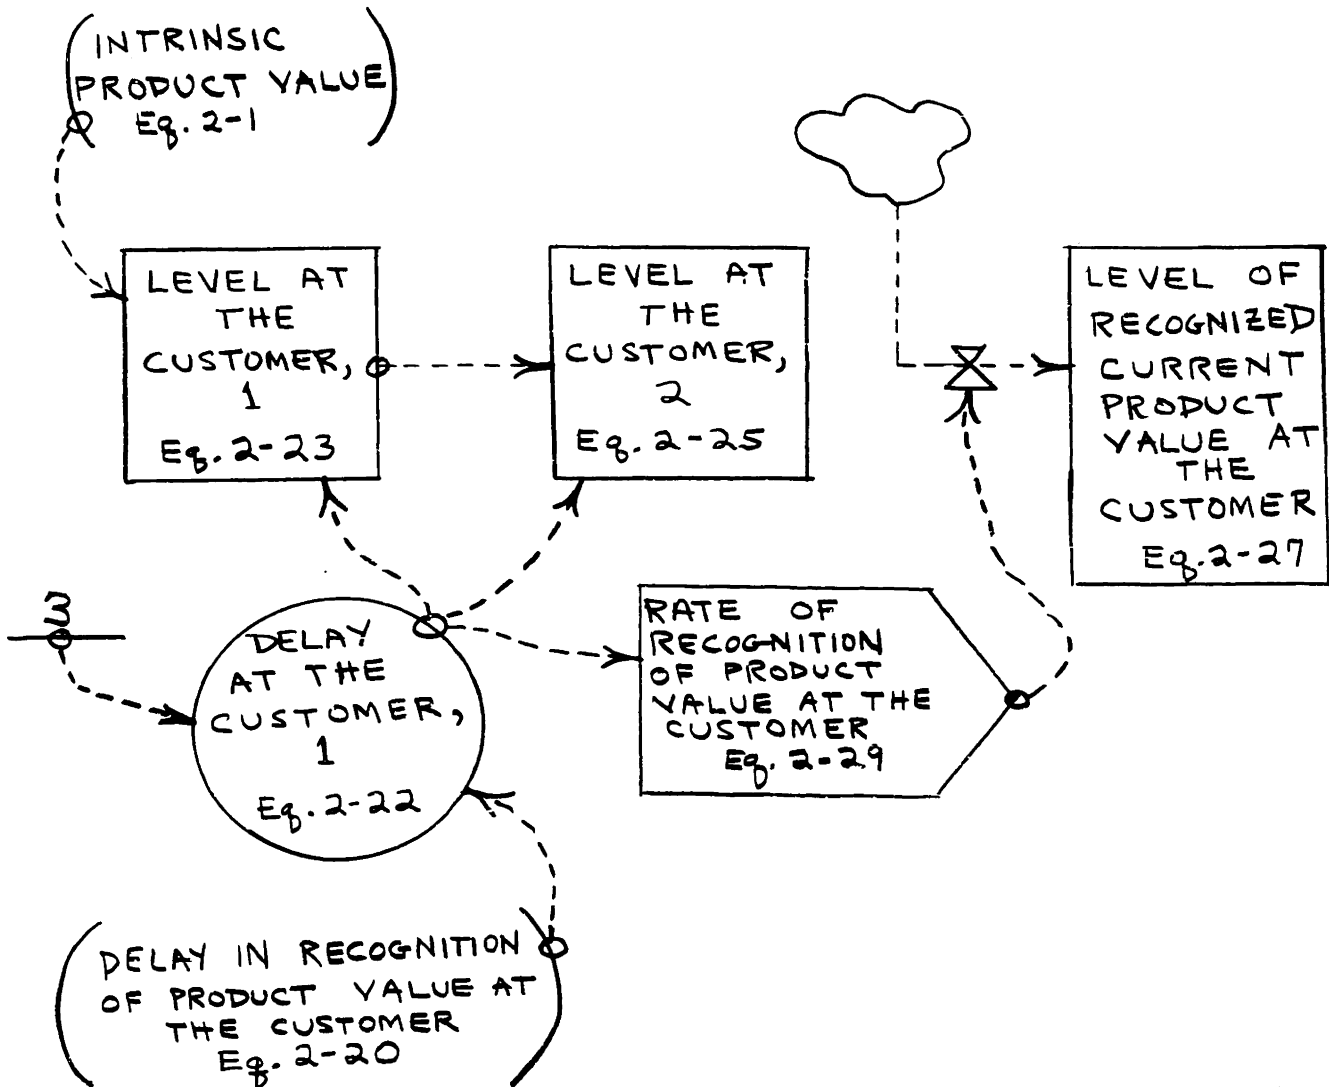 INTRINSIC
PRODUCT VALUE
Eq. 2-1
LEVEL AT
THE
CUSTOMER,
1
Eq. 2-23
LEVEL AT
THE
CUSTOMER,
2
Eq. 2-25
LEVEL OF
RECOGNIZED
CURRENT
PRODUCT
VALUE AT
THE
CUSTOMER
Eq. 2-27
3
DELAY
AT THE
CUSTOMER,
1
Eq. 2-22
RATE OF
RECOGNITION
OF PRODUCT
VALUE AT THE
CUSTOMER
Eq. 2-29
DELAY IN RECOGNITION
OF PRODUCT VALUE AT
THE CUSTOMER
Eq. 2-20